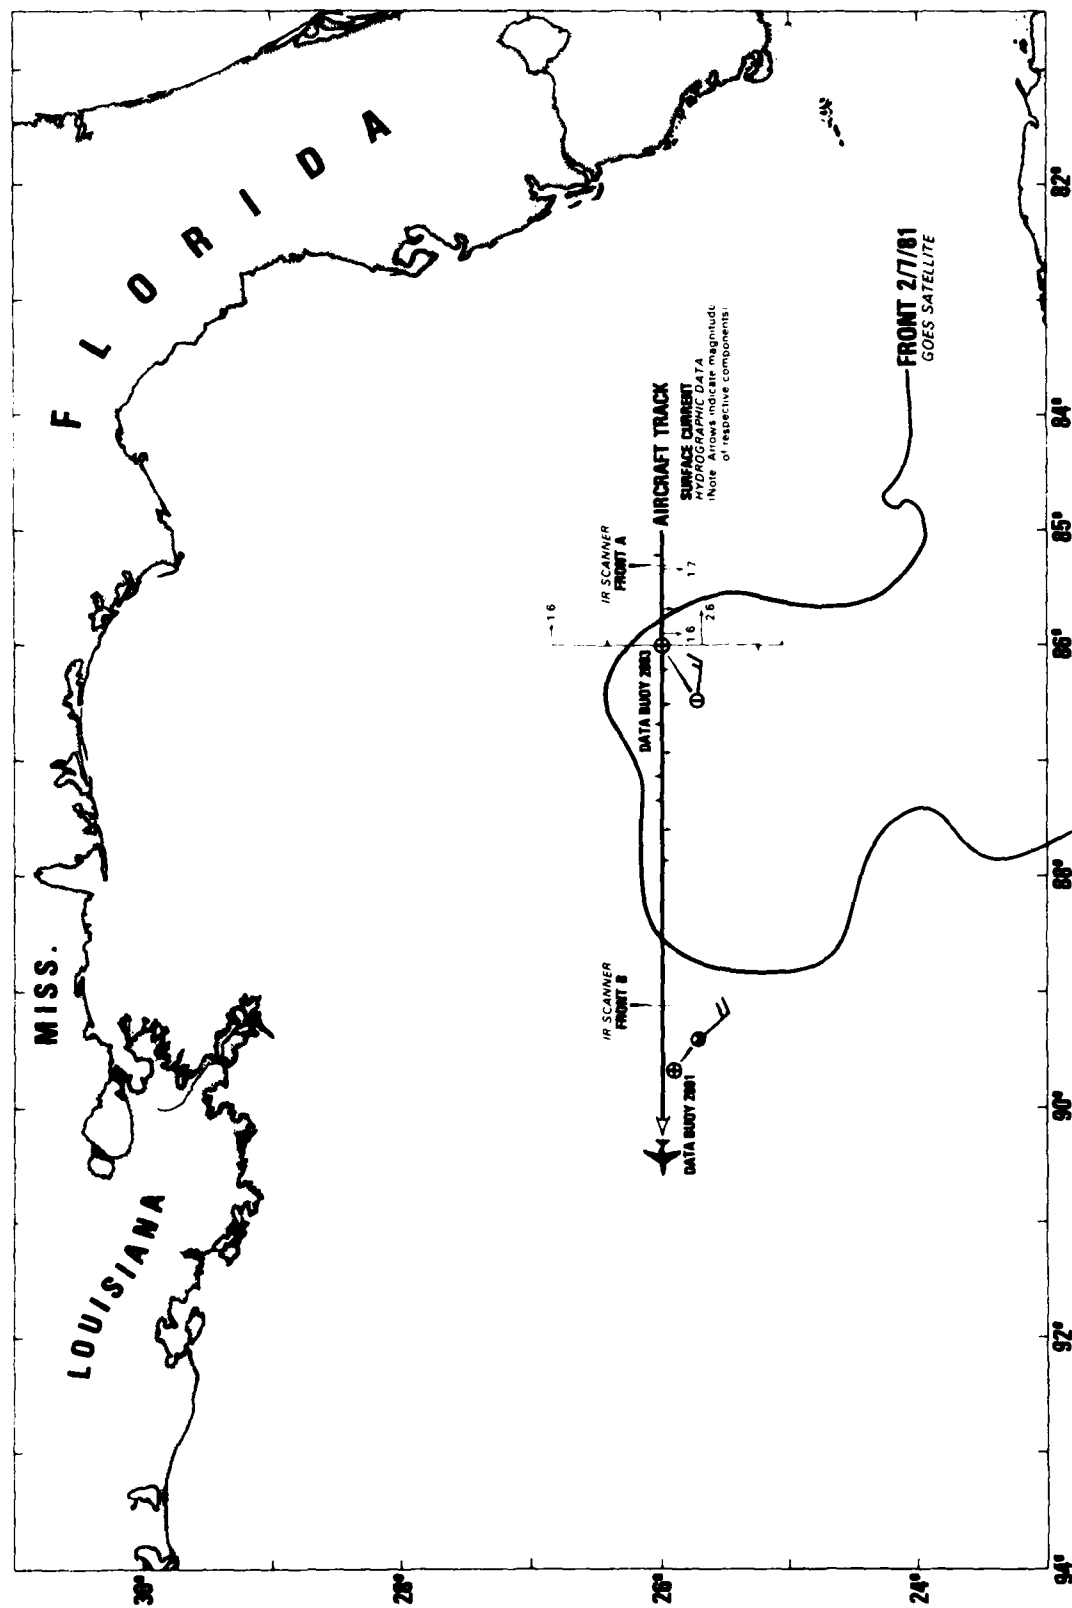 FLORIDA
MISS.
LOUISIANA
IR SCANNER
FRONT B
IR SCANNER
FRONT A
1.6
DATA BUOY 2003
AIRCRAFT TRACK
SURFACE CURRENT
HYDROGRAPHIC DATA
(Note: Arrows indicate magnitude
of respective components)
1.6
1.7
2.6
DATA BUOY 2001
FRONT 2/7/81
GOES SATELLITE
30°
28°
26°
24°
94°
92°
90°
88°
86°
85°
84°
82°